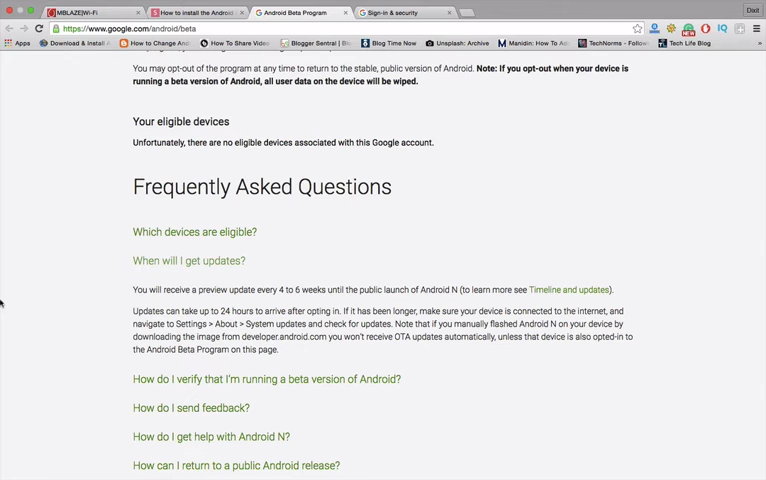 MBLAZE|Wi-Fi
How to install the Android
Android Beta Program
Sign-in & security
Dixit
https://www.google.com/android/beta
Apps
Download & Install
How to Change And
How To Share Video
Blogger Sentral | Blo
Blog Time Now
Unsplash: Archive
Manidin: How To Ad
TechNorms - Follow
Tech Life Blog
You may opt-out of the program at any time to return to the stable, public version of Android. Note: If you opt-out when your device is
running a beta version of Android, all user data on the device will be wiped.
Your eligible devices
Unfortunately, there are no eligible devices associated with this Google account.
Frequently Asked Questions
Which devices are eligible?
When will I get updates?
You will receive a preview update every 4 to 6 weeks until the public launch of Android N (to learn more see Timeline and updates).
Updates can take up to 24 hours to arrive after opting in. If it has been longer, make sure your device is connected to the internet, and
navigate to Settings > About > System updates and check for updates. Note that if you manually flashed Android N on your device by
downloading the image from developer.android.com you won't receive OTA updates automatically, unless that device is also opted-in to
the Android Beta Program on this page.
How do I verify that I'm running a beta version of Android?
How do I send feedback?
How do I get help with Android N?
How can I return to a public Android release?